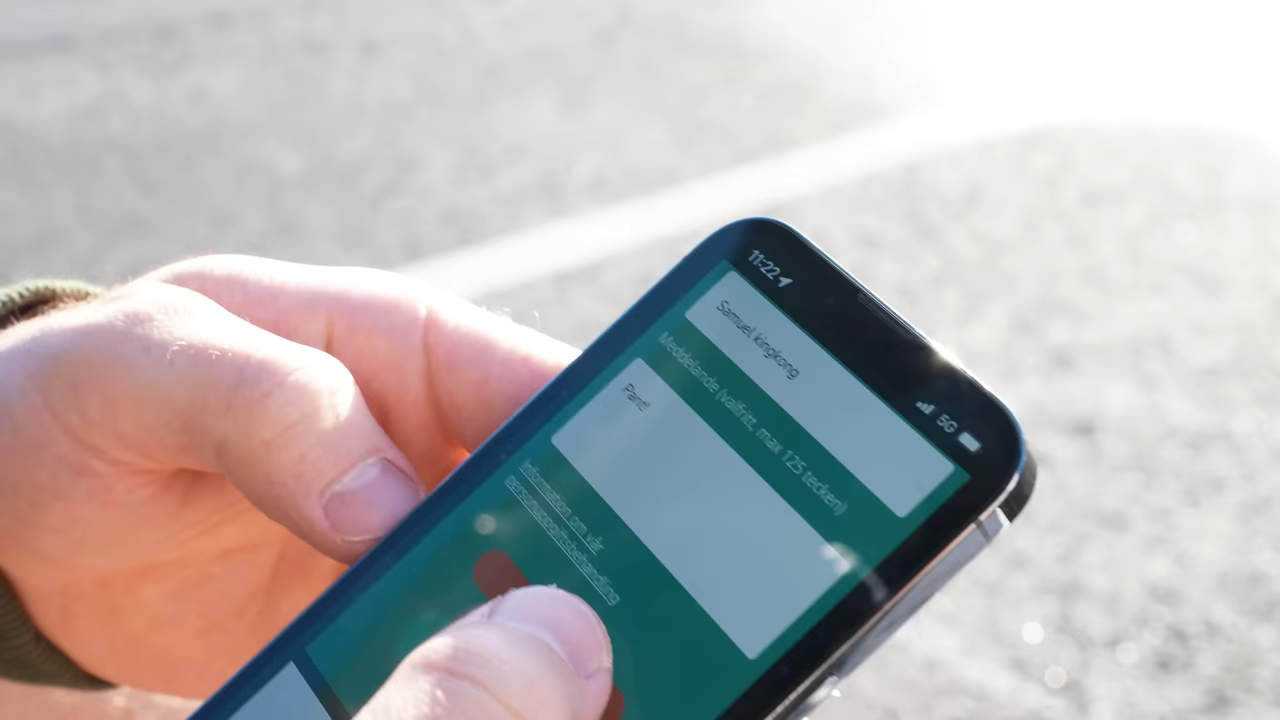 11:22
5G
Samuel kingkong
Meddelande (valfritt, max 125 tecken)
Pant!
Information om vår
personuppgiftsbehandling